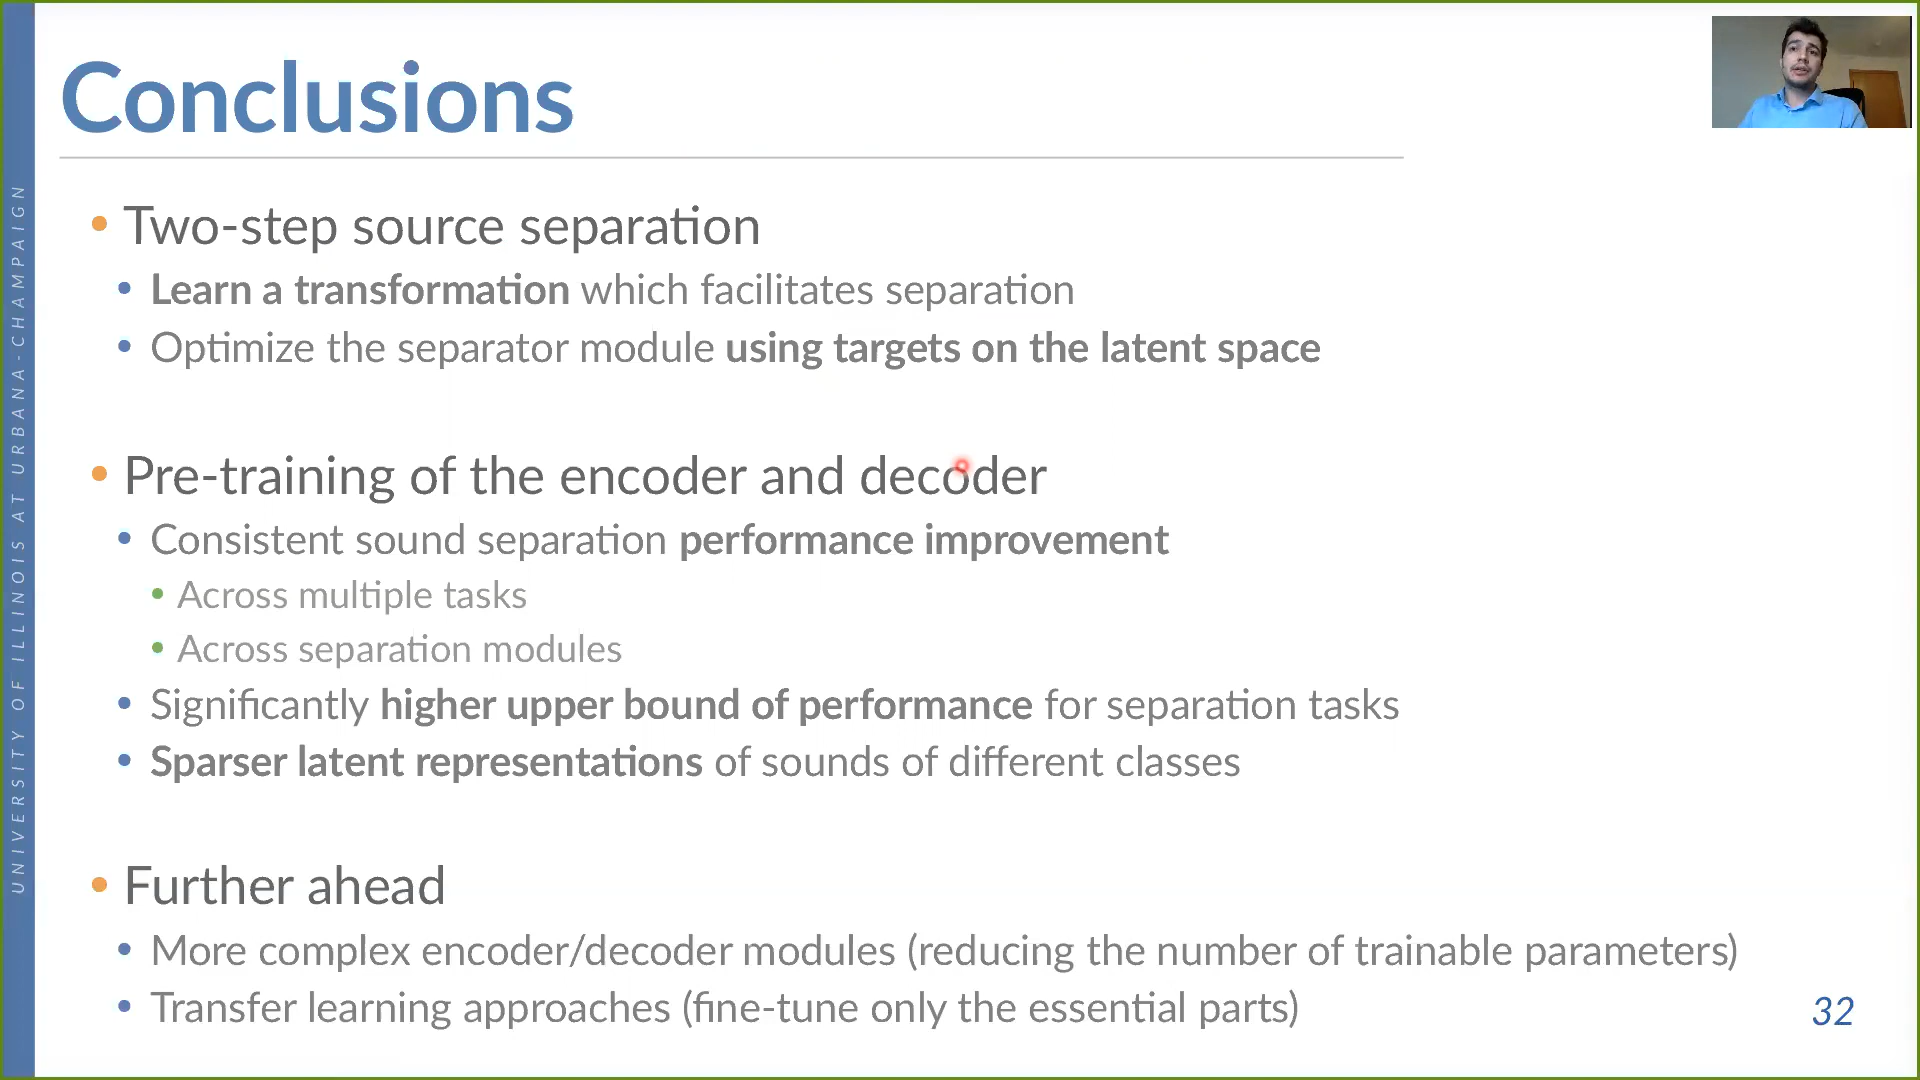 Conclusions
UNIVERSITY OF ILLINOIS AT URBANA-CHAMPAIGN
• Two-step source separation
• Learn a transformation which facilitates separation
• Optimize the separator module using targets on the latent space
• Pre-training of the encoder and decoder
• Consistent sound separation performance improvement
• Across multiple tasks
• Across separation modules
• Significantly higher upper bound of performance for separation tasks
• Sparser latent representations of sounds of different classes
• Further ahead
• More complex encoder/decoder modules (reducing the number of trainable parameters)
• Transfer learning approaches (fine-tune only the essential parts)
32